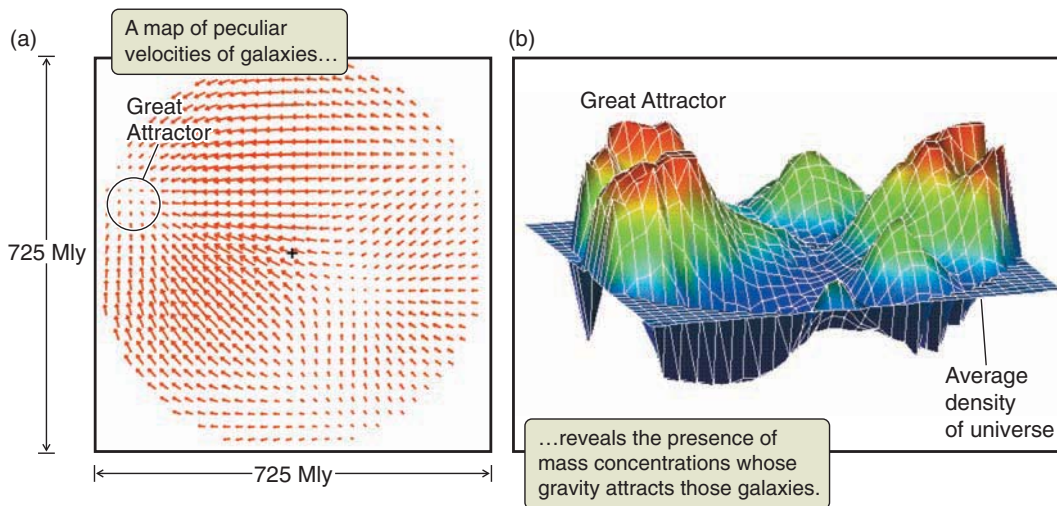 (a)
A map of peculiar
velocities of galaxies…
Great
Attractor
725 Mly
725 Mly
(b)
Great Attractor
Average
density
of universe
…reveals the presence of
mass concentrations whose
gravity attracts those galaxies.